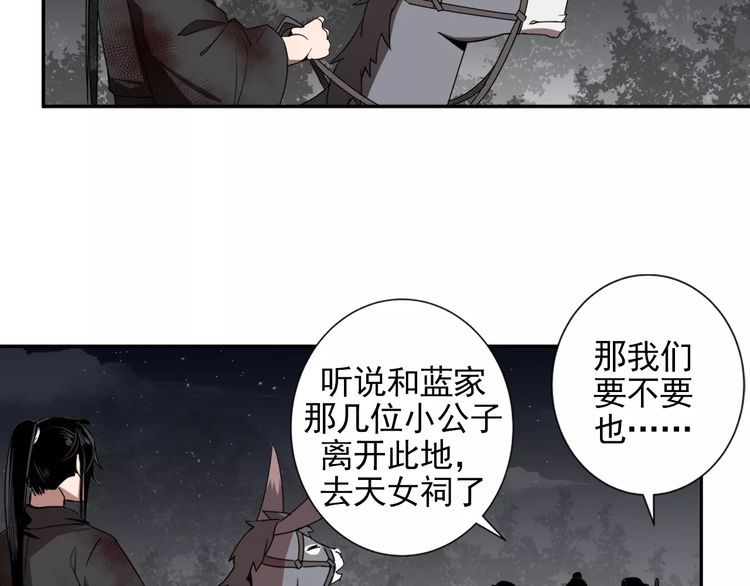 听说和蓝家
那几位小公子
离开此地，
去天女祠了
那我们
要不要
也……